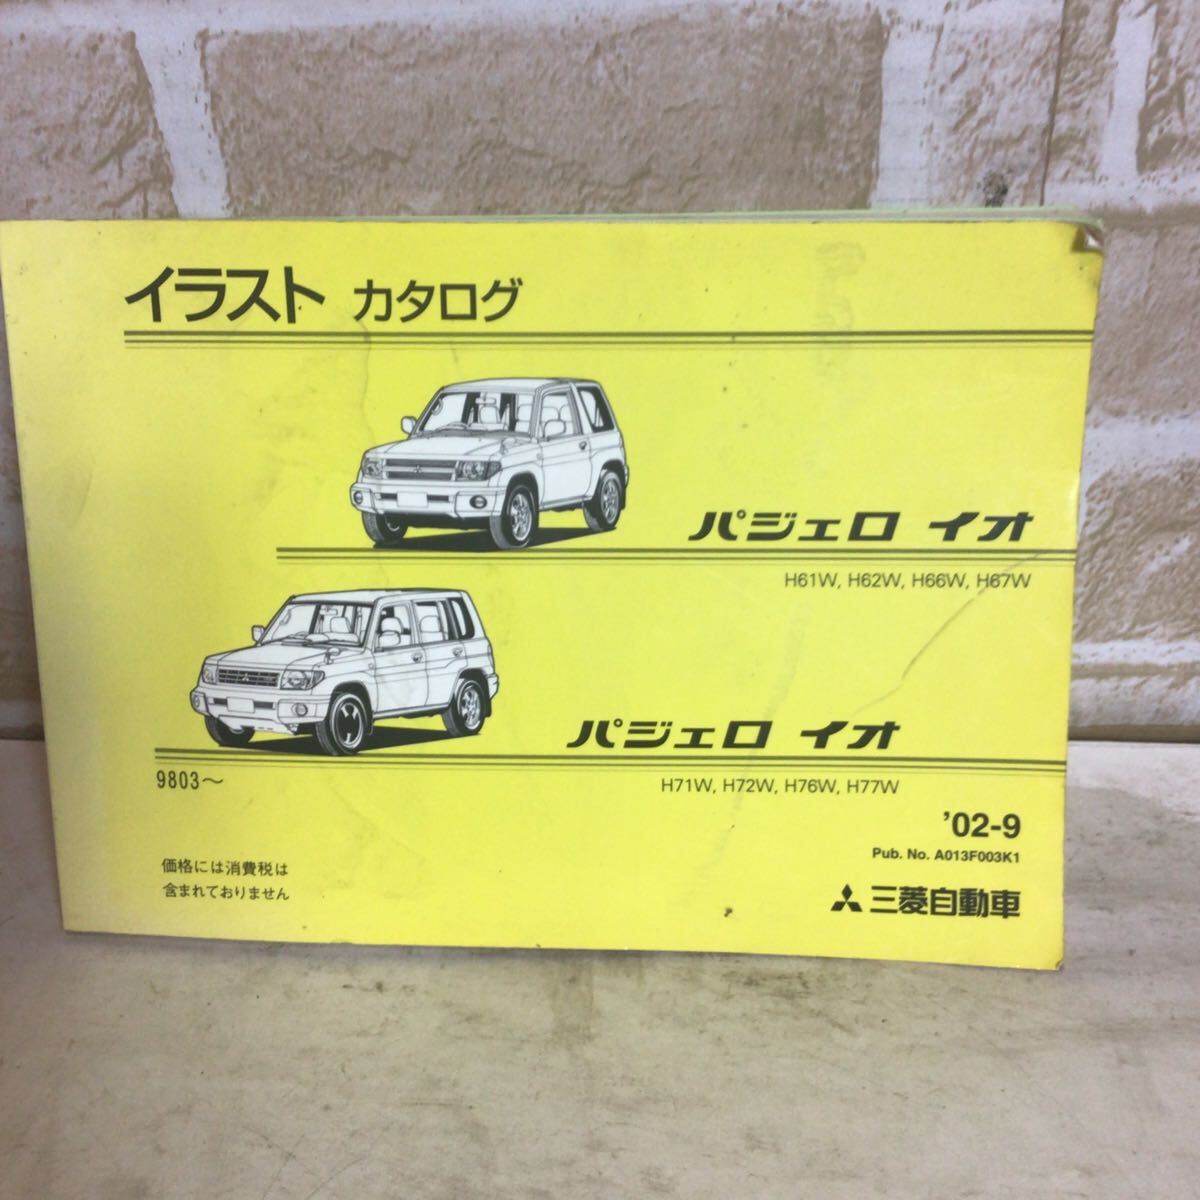 イラスト カタログ
パジェロ イオ
H61W, H62W, H66W, H67W
パジェロ イオ
9803～
H71W, H72W, H76W, H77W
'02-9
Pub. No. A013F003K1
価格には消費税は
含まれておりません
三菱自動車